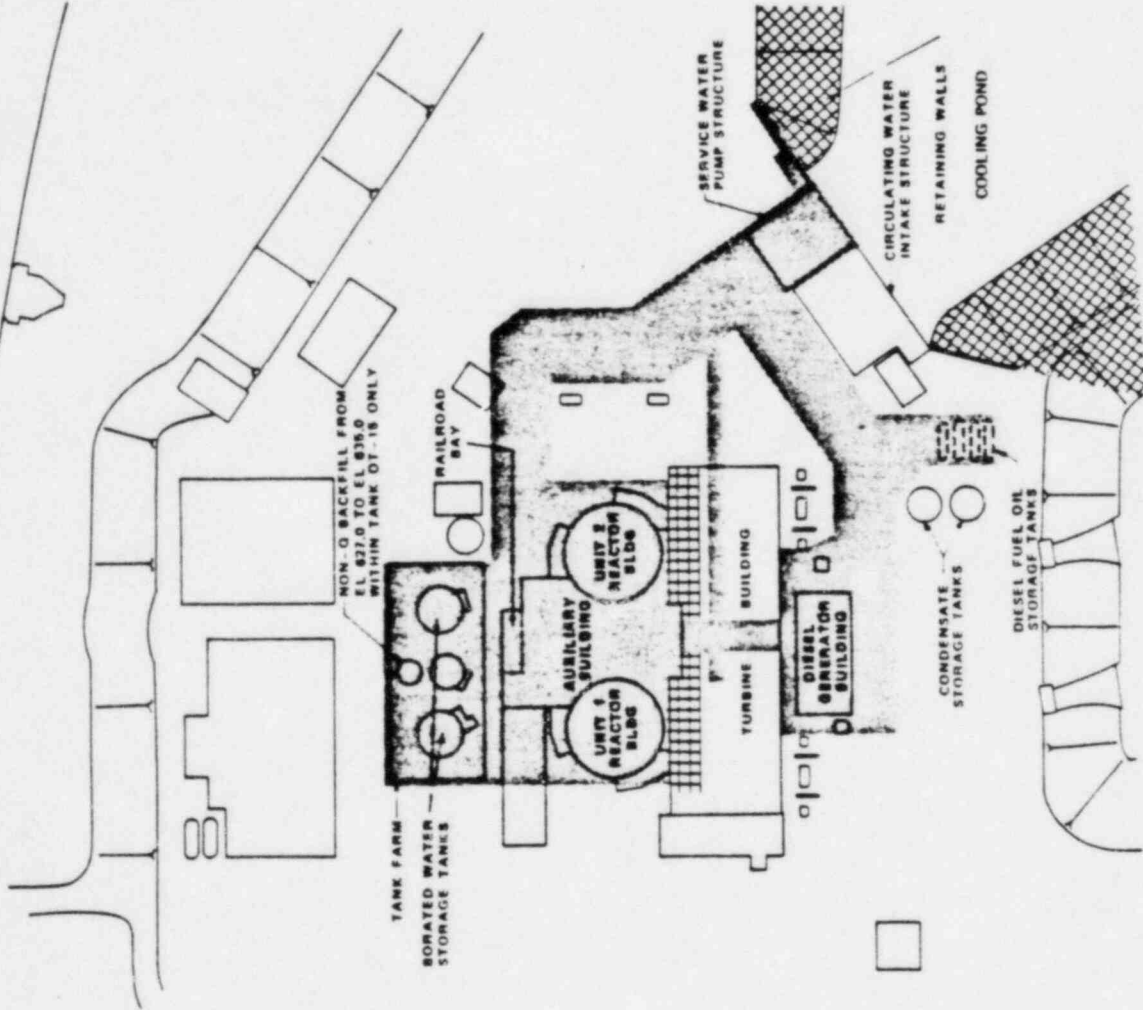 SERVICE WATER
PUMP STRUCTURE
CIRCULATING WATER
INTAKE STRUCTURE
RETAINING WALLS
COOLING POND
NON-Q BACKFILL FROM
EL 627.0 TO EL 635.0
WITHIN TANK OT-15 ONLY
RAILROAD
BAY
TANK FARM
BORATED WATER
STORAGE TANKS
AUXILIARY
BUILDING
UNIT 2
REACTOR
BLDG
UNIT 1
REACTOR
BLDG
TURBINE BUILDING
DIESEL
GENERATOR
BUILDING
CONDENSATE
STORAGE TANKS
DIESEL FUEL OIL
STORAGE TANKS